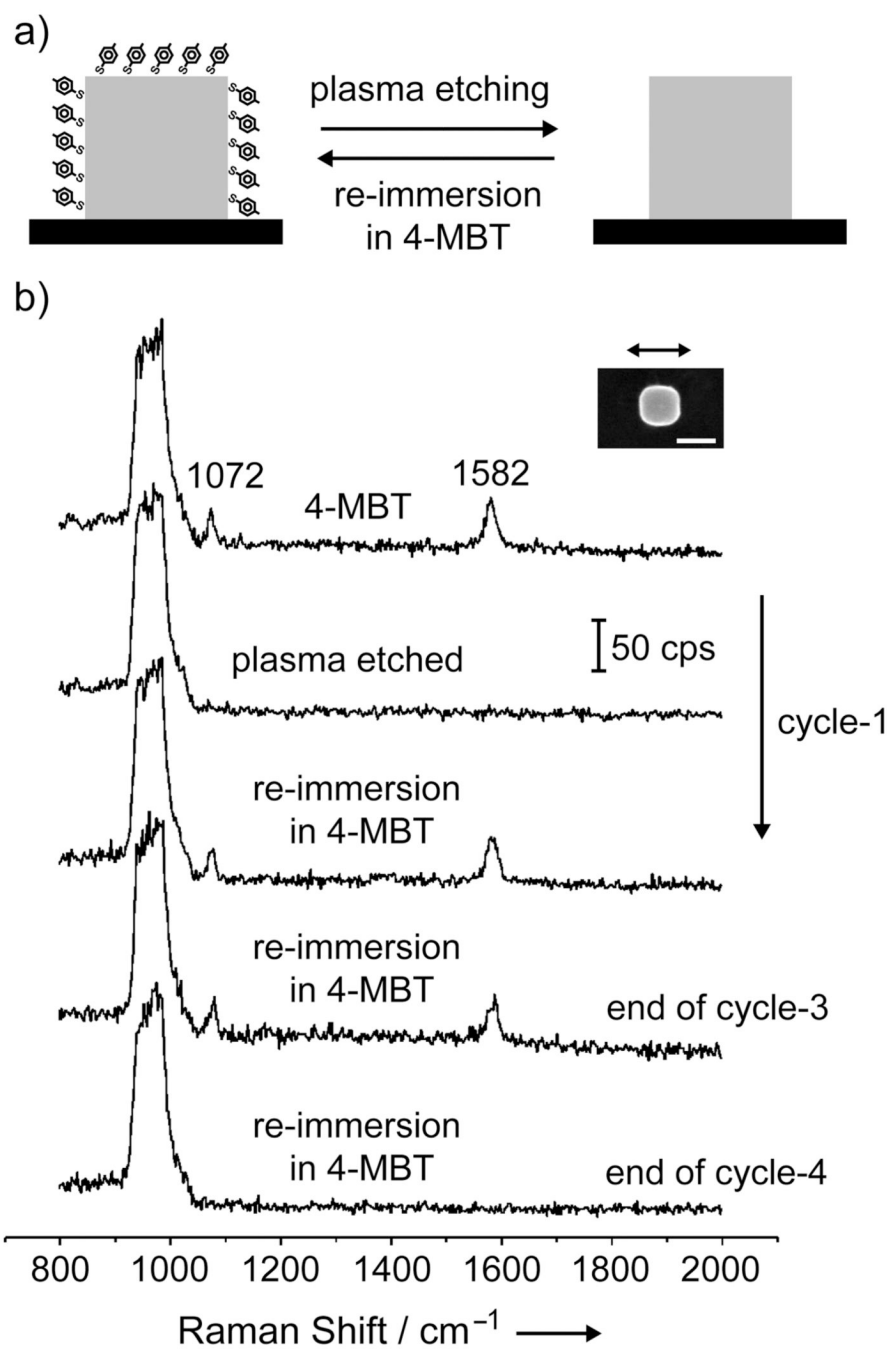 a)
S S S S S
S S
S S
S S
S S
S S
plasma etching
re-immersion
in 4-MBT
b)
1072
1582
4-MBT
50 cps
plasma etched
cycle-1
re-immersion
in 4-MBT
re-immersion
in 4-MBT
end of cycle-3
re-immersion
in 4-MBT
end of cycle-4
800 1000 1200 1400 1600 1800 2000
Raman Shift / cm⁻¹